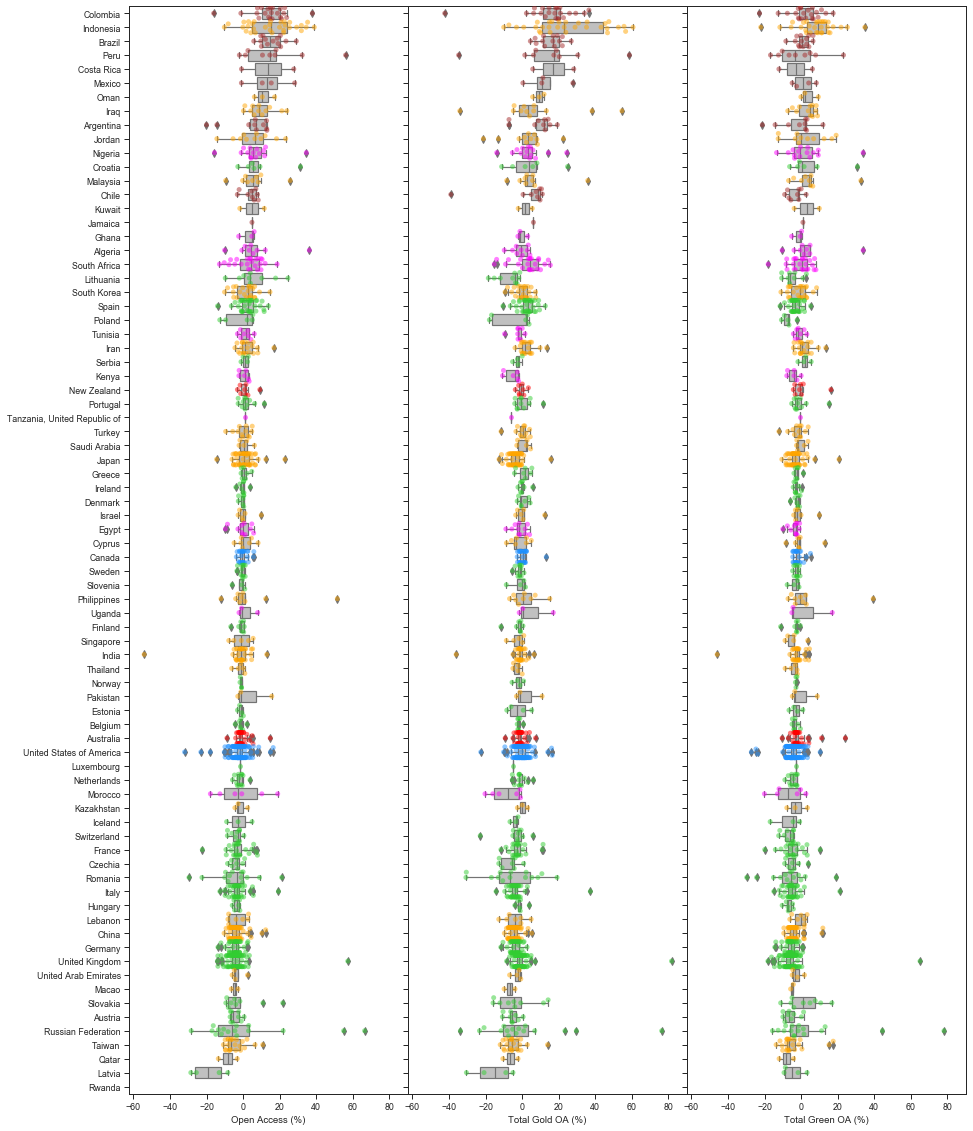 Colombia
Indonesia
Brazil
Peru
Costa Rica
Mexico
Oman
Iraq
Argentina
Jordan
Nigeria
Croatia
Malaysia
Chile
Kuwait
Jamaica
Ghana
Algeria
South Africa
Lithuania
South Korea
Spain
Poland
Tunisia
Iran
Serbia
Kenya
New Zealand
Portugal
Tanzania, United Republic of
Turkey
Saudi Arabia
Japan
Greece
Ireland
Denmark
Israel
Egypt
Cyprus
Canada
Sweden
Slovenia
Philippines
Uganda
Finland
Singapore
India
Thailand
Norway
Pakistan
Estonia
Belgium
Australia
United States of America
Luxembourg
Netherlands
Morocco
Kazakhstan
Iceland
Switzerland
France
Czechia
Romania
Italy
Hungary
Lebanon
China
Germany
United Kingdom
United Arab Emirates
Macao
Slovakia
Austria
Russian Federation
Taiwan
Qatar
Latvia
Rwanda
−60 −40 −20 0 20 40 60 80 −60 −40 −20 0 20 40 60 80 −60 −40 −20 0 20 40 60 80
Open Access (%) Total Gold OA (%) Total Green OA (%)